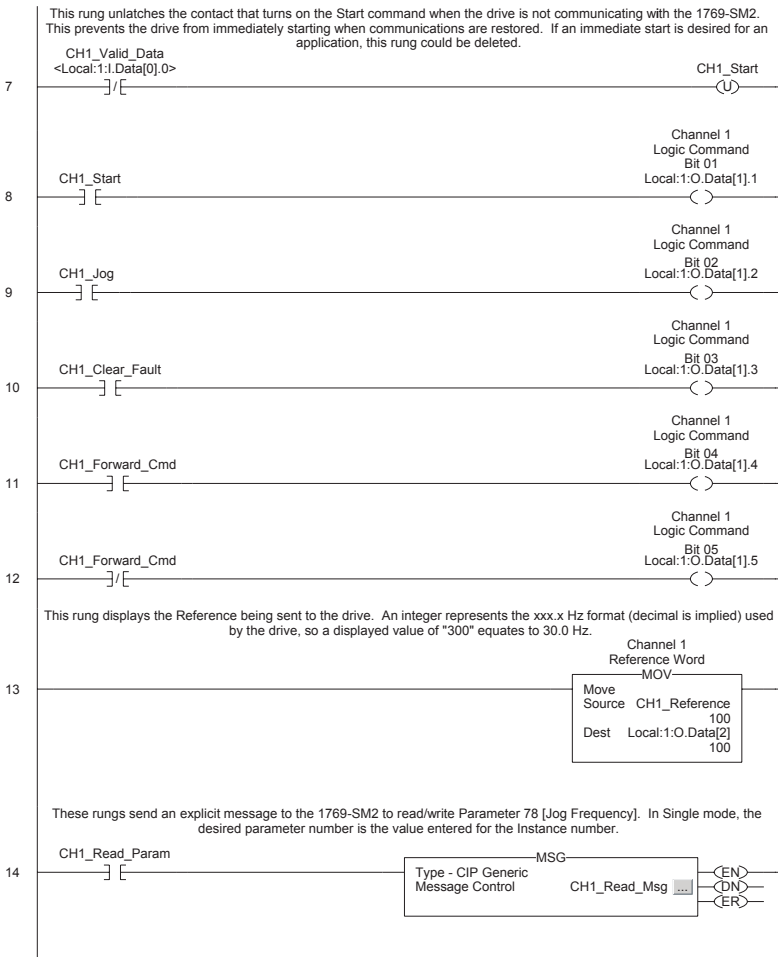 This rung unlatches the contact that turns on the Start command when the drive is not communicating with the 1769-SM2.
This prevents the drive from immediately starting when communications are restored. If an immediate start is desired for an
application, this rung could be deleted.
CH1_Valid_Data
<Local:1:I.Data[0].0>
CH1_Start
7
U
Channel 1
Logic Command
Bit 01
CH1_Start
Local:1:O.Data[1].1
8
Channel 1
Logic Command
Bit 02
CH1_Jog
Local:1:O.Data[1].2
9
Channel 1
Logic Command
Bit 03
CH1_Clear_Fault
Local:1:O.Data[1].3
10
Channel 1
Logic Command
Bit 04
CH1_Forward_Cmd
Local:1:O.Data[1].4
11
Channel 1
Logic Command
Bit 05
CH1_Forward_Cmd
Local:1:O.Data[1].5
12
This rung displays the Reference being sent to the drive. An integer represents the xxx.x Hz format (decimal is implied) used
by the drive, so a displayed value of "300" equates to 30.0 Hz.
Channel 1
Reference Word
MOV
13
Move
Source CH1_Reference
100
Dest Local:1:O.Data[2]
100
These rungs send an explicit message to the 1769-SM2 to read/write Parameter 78 [Jog Frequency]. In Single mode, the
desired parameter number is the value entered for the Instance number.
CH1_Read_Param
MSG
14
Type - CIP Generic
Message Control CH1_Read_Msg ...
EN
DN
ER